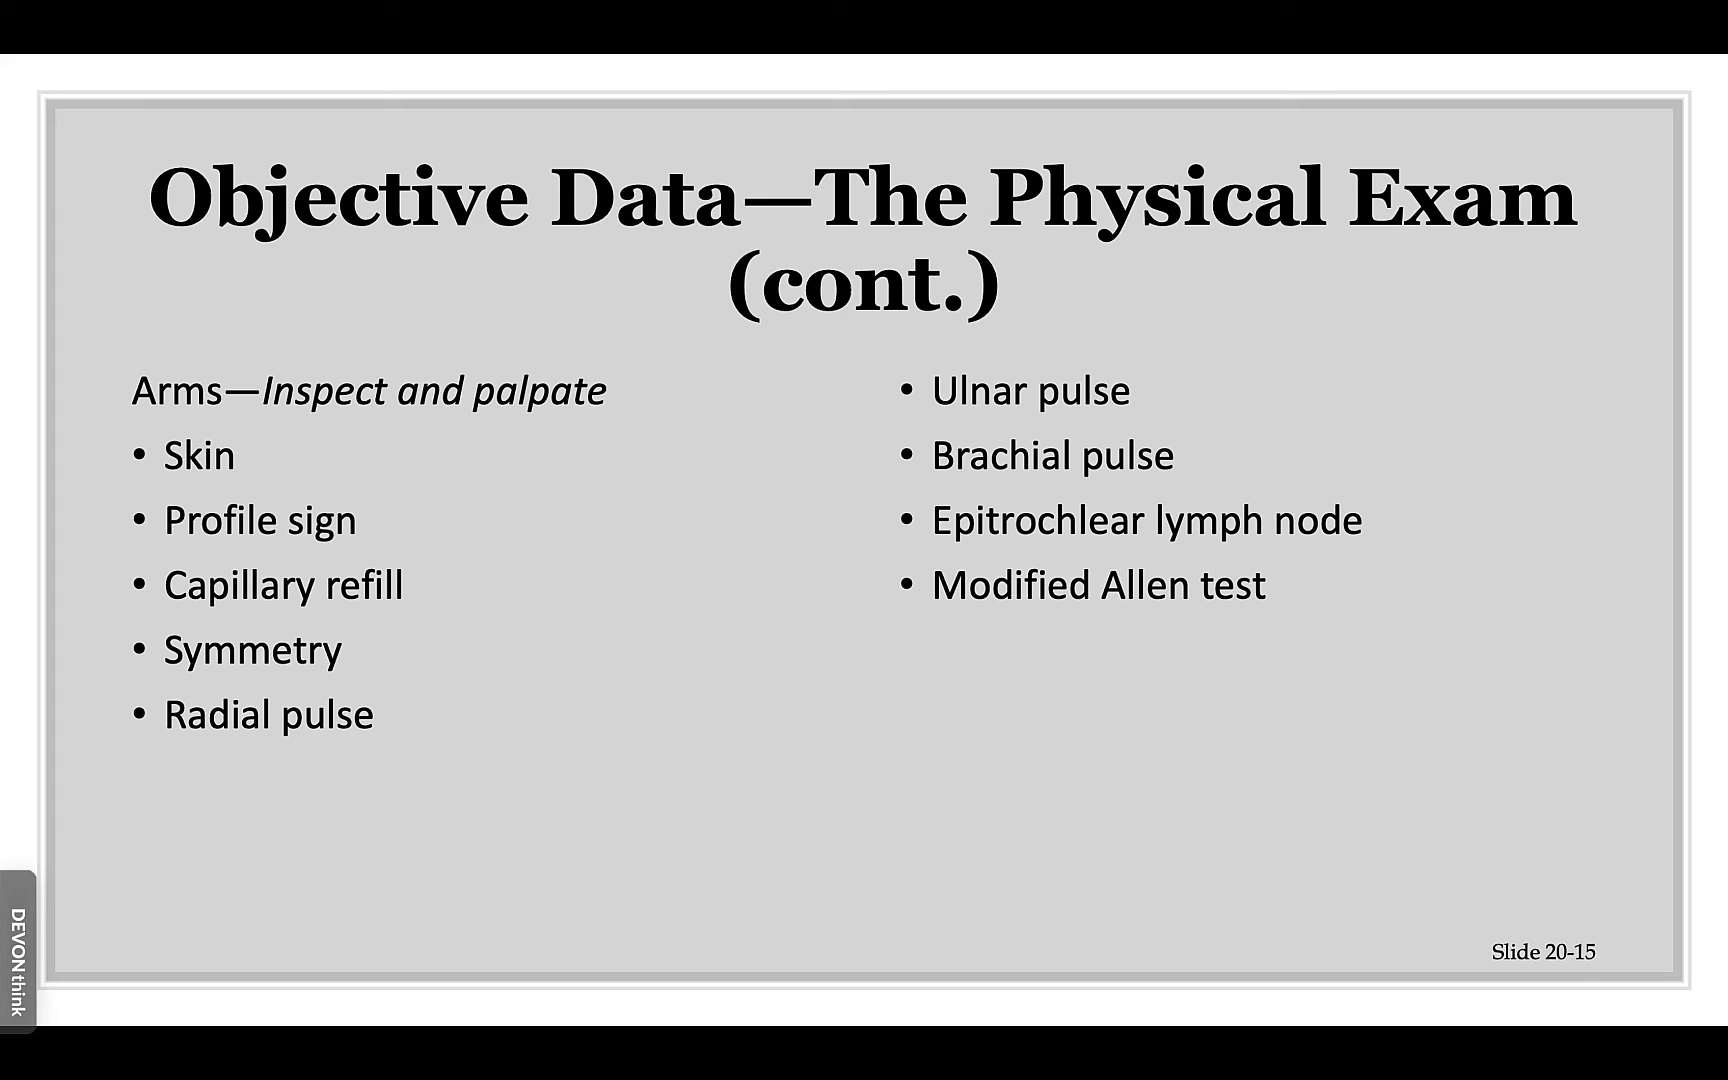 Objective Data—The Physical Exam
(cont.)
Arms—Inspect and palpate
• Skin
• Profile sign
• Capillary refill
• Symmetry
• Radial pulse
• Ulnar pulse
• Brachial pulse
• Epitrochlear lymph node
• Modified Allen test
Slide 20-15
DEVONthink